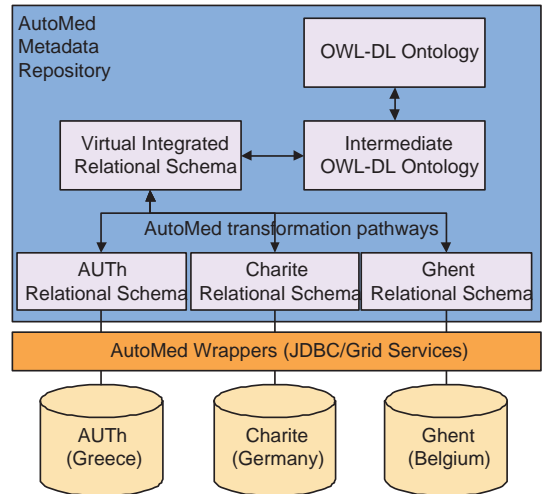 AutoMed
Metadata
Repository
OWL-DL Ontology
Virtual Integrated
Relational Schema
Intermediate
OWL-DL Ontology
AutoMed transformation pathways
AUTh
Relational Schema
Charite
Relational Schema
Ghent
Relational Schema
AutoMed Wrappers (JDBC/Grid Services)
AUTh
(Greece)
Charite
(Germany)
Ghent
(Belgium)